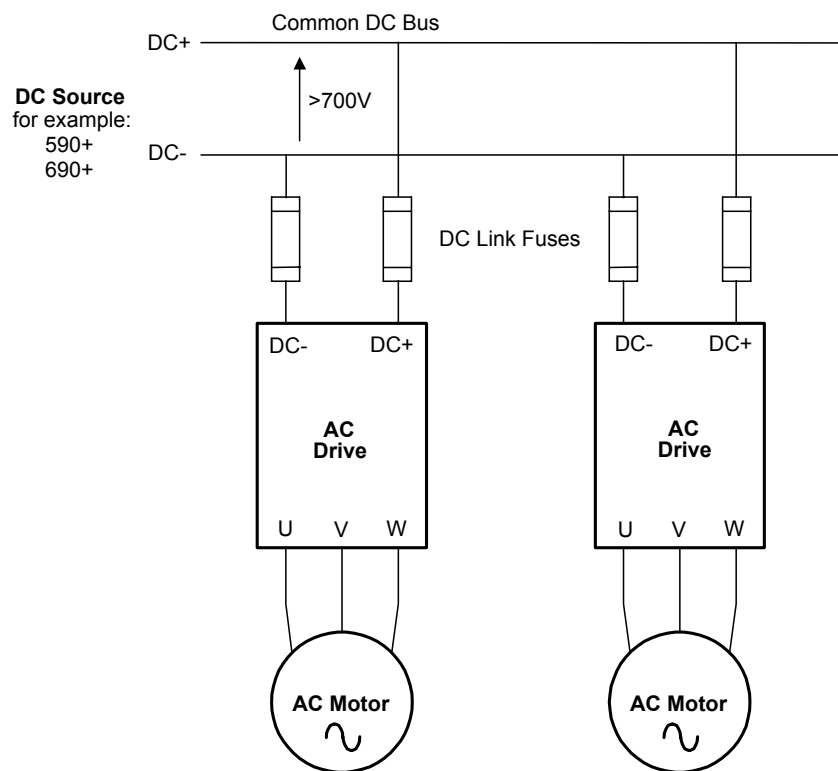 Common DC Bus
DC+
>700V
DC Source
for example:
590+
690+
DC-
DC Link Fuses
DC- DC+
AC
Drive
U V W
AC Motor
DC- DC+
AC
Drive
U V W
AC Motor